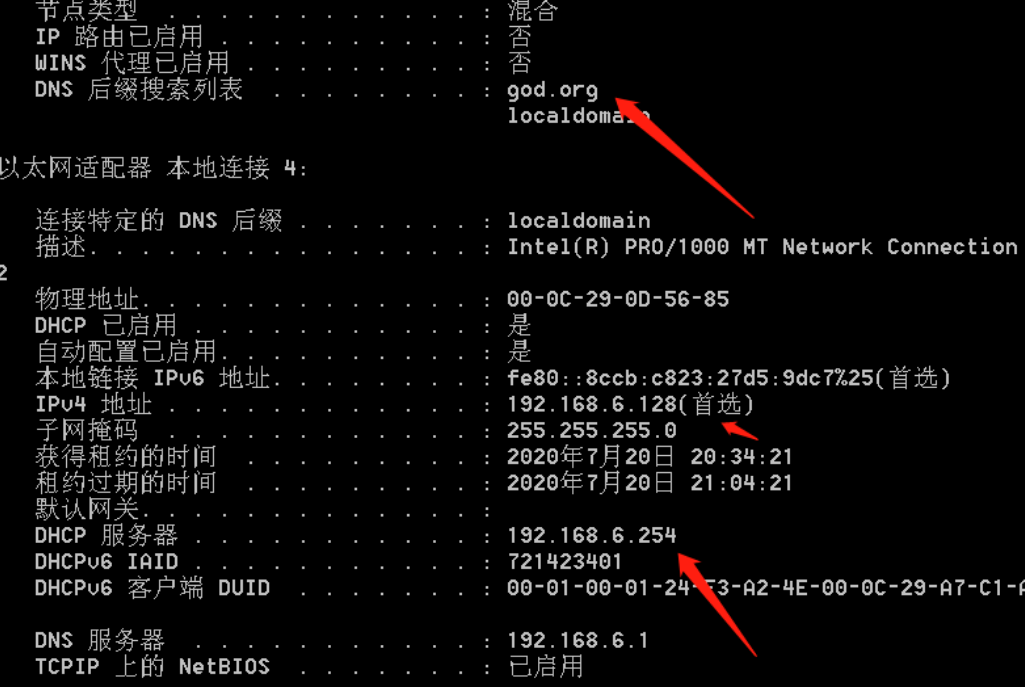 节点类型 . . . . . . . . . . . . : 混合
IP 路由已启用 . . . . . . . . . . : 否
WINS 代理已启用 . . . . . . . . . : 否
DNS 后缀搜索列表 . . . . . . . . : god.org
localdomain
以太网适配器 本地连接 4:
连接特定的 DNS 后缀 . . . . . . . : localdomain
描述. . . . . . . . . . . . . . . : Intel(R) PRO/1000 MT Network Connection
2
物理地址. . . . . . . . . . . . . : 00-0C-29-0D-56-85
DHCP 已启用 . . . . . . . . . . . : 是
自动配置已启用. . . . . . . . . . : 是
本地链接 IPv6 地址. . . . . . . . : fe80::8ccb:c823:27d5:9dc7%25(首选)
IPv4 地址 . . . . . . . . . . . . : 192.168.6.128(首选)
子网掩码 . . . . . . . . . . . . : 255.255.255.0
获得租约的时间 . . . . . . . . . : 2020年7月20日 20:34:21
租约过期的时间 . . . . . . . . . : 2020年7月20日 21:04:21
默认网关. . . . . . . . . . . . . :
DHCP 服务器 . . . . . . . . . . . : 192.168.6.254
DHCPv6 IAID . . . . . . . . . . . : 721423401
DHCPv6 客户端 DUID . . . . . . . : 00-01-00-01-24- -A2-4E-00-0C-29-A7-C1-
DNS 服务器 . . . . . . . . . . . : 192.168.6.1
TCPIP 上的 NetBIOS . . . . . . . : 已启用